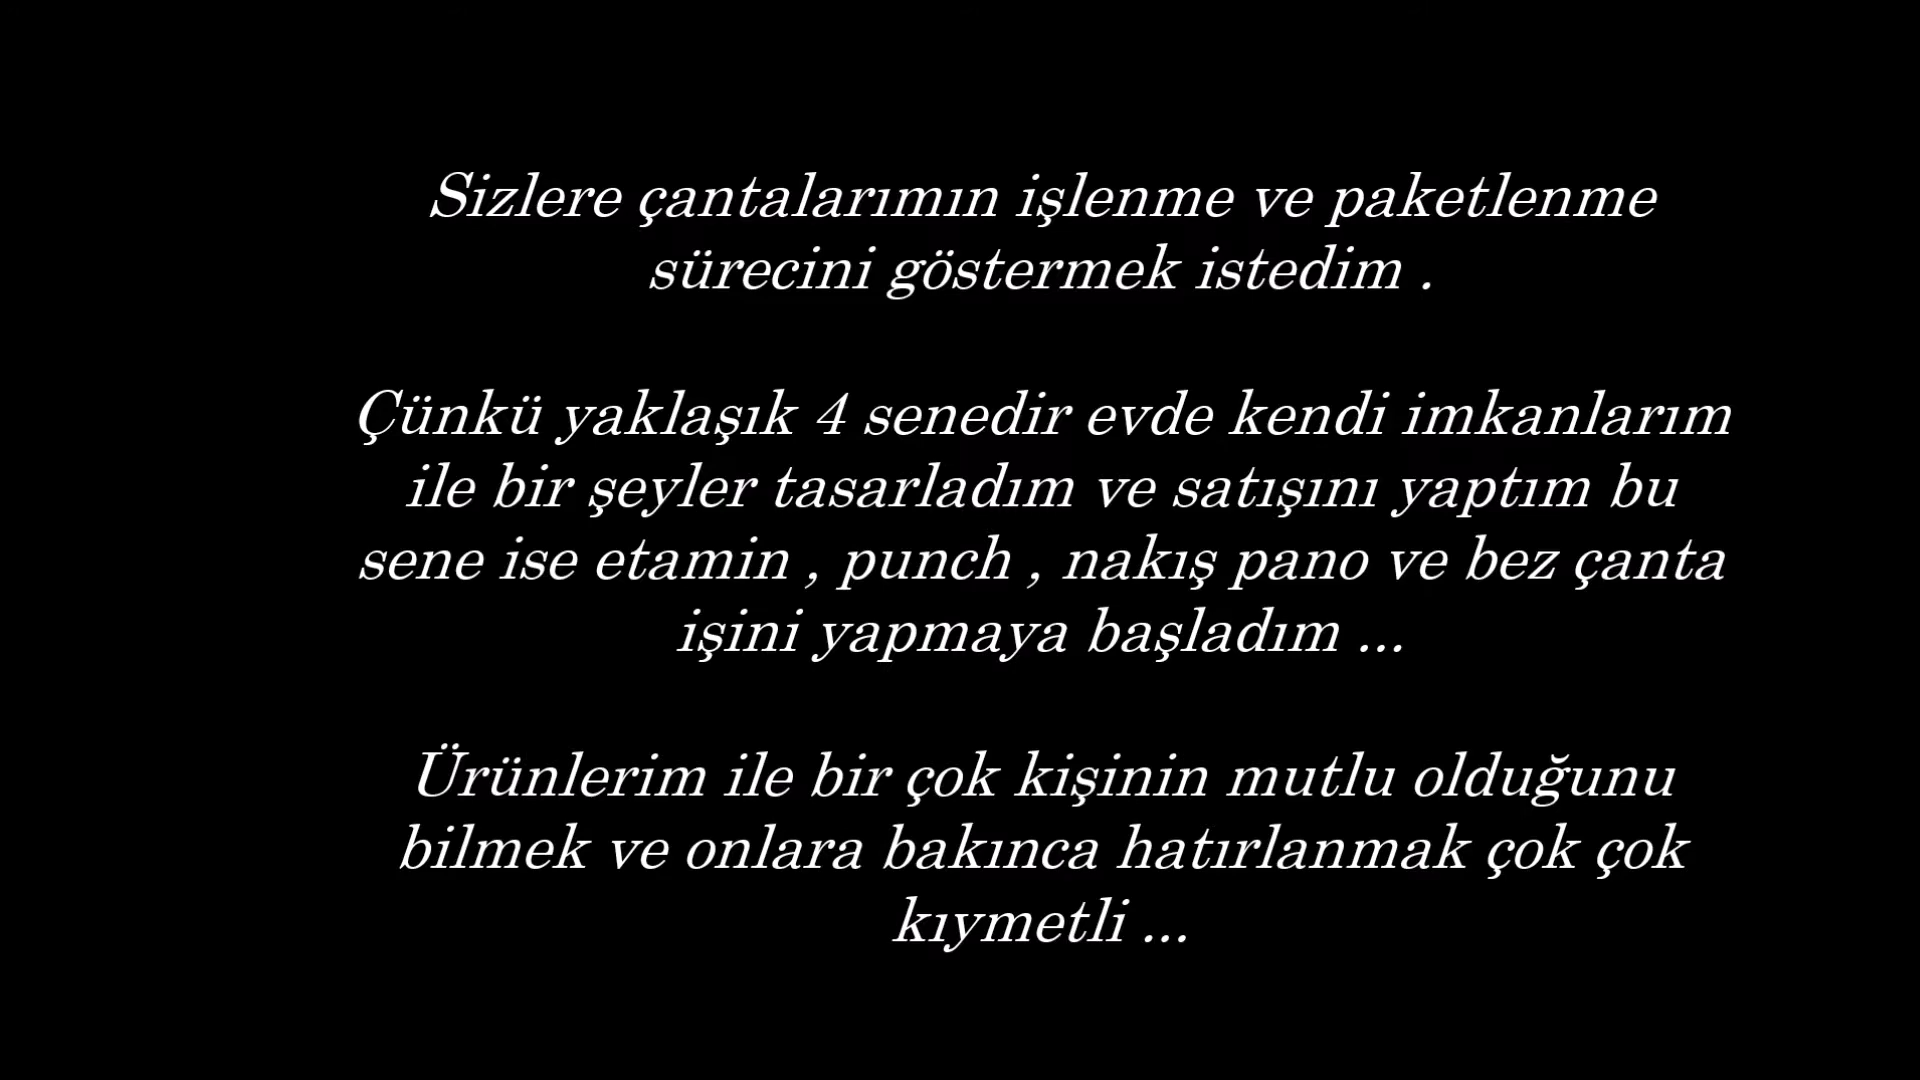 Sizlere çantalarımın işlenme ve paketlenme
sürecini göstermek istedim .
Çünkü yaklaşık 4 senedir evde kendi imkanlarım
ile bir şeyler tasarladım ve satışını yaptım bu
sene ise etamin , punch , nakış pano ve bez çanta
işini yapmaya başladım ...
Ürünlerim ile bir çok kişinin mutlu olduğunu
bilmek ve onlara bakınca hatırlanmak çok çok
kıymetli ...